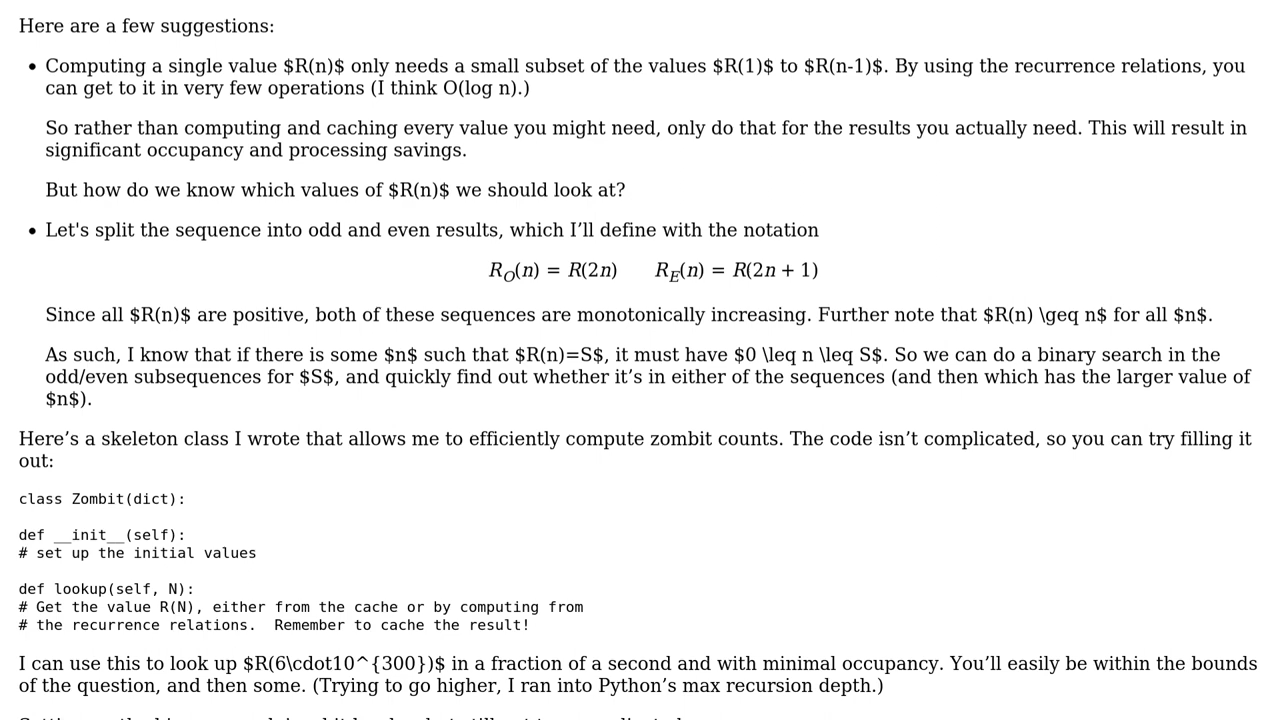 Here are a few suggestions:
• Computing a single value $R(n)$ only needs a small subset of the values $R(1)$ to $R(n-1)$. By using the recurrence relations, you
can get to it in very few operations (I think O(log n).)
So rather than computing and caching every value you might need, only do that for the results you actually need. This will result in
significant occupancy and processing savings.
But how do we know which values of $R(n)$ we should look at?
• Let's split the sequence into odd and even results, which I’ll define with the notation
R_O(n) = R(2n)  R_E(n) = R(2n + 1)
Since all $R(n)$ are positive, both of these sequences are monotonically increasing. Further note that $R(n) \geq n$ for all $n$.
As such, I know that if there is some $n$ such that $R(n)=S$, it must have $0 \leq n \leq S$. So we can do a binary search in the
odd/even subsequences for $S$, and quickly find out whether it’s in either of the sequences (and then which has the larger value of
$n$).
Here’s a skeleton class I wrote that allows me to efficiently compute zombit counts. The code isn’t complicated, so you can try filling it
out:
class Zombit(dict):
def __init__(self):
# set up the initial values
def lookup(self, N):
# Get the value R(N), either from the cache or by computing from
# the recurrence relations.  Remember to cache the result!
I can use this to look up $R(6\cdot10^{300})$ in a fraction of a second and with minimal occupancy. You’ll easily be within the bounds
of the question, and then some. (Trying to go higher, I ran into Python’s max recursion depth.)